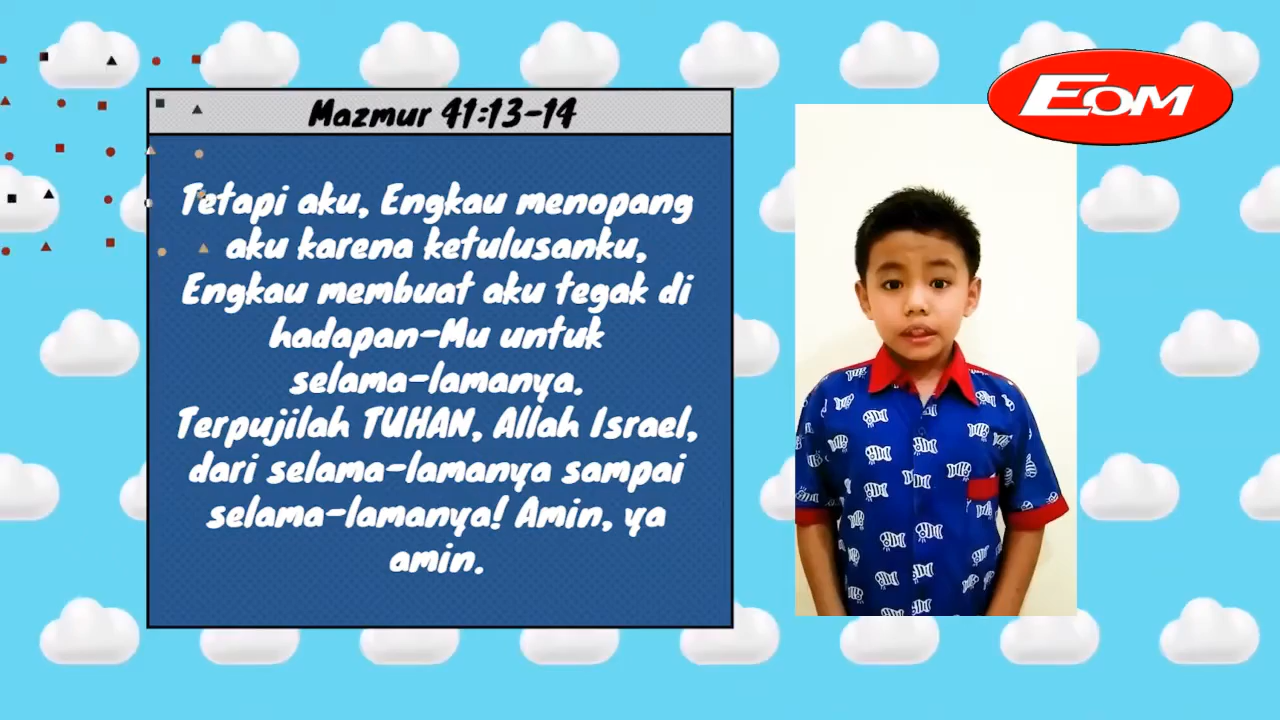 Mazmur 41:13-14
EOM
Tetapi aku, Engkau menopang
aku karena ketulusanku,
Engkau membuat aku tegak di
hadapan-Mu untuk
selama-lamanya.
Terpujilah TUHAN, Allah Israel,
dari selama-lamanya sampai
selama-lamanya! Amin, ya
amin.